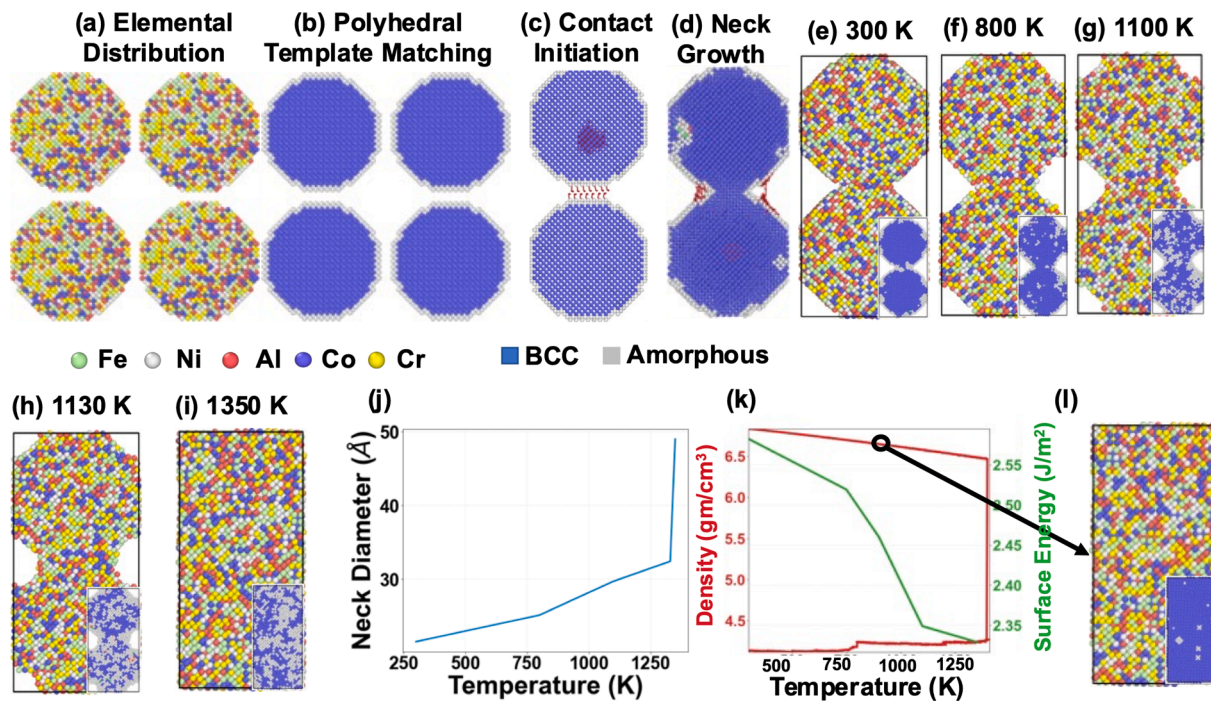 (a) Elemental
Distribution
(b) Polyhedral
Template Matching
(c) Contact
Initiation
(d) Neck
Growth
(e) 300 K
(f) 800 K
(g) 1100 K
Fe Ni Al Co Cr
BCC Amorphous
(h) 1130 K
(i) 1350 K
(j)
Neck Diameter (Å)
50
40
30
250 500 750 1000 1250
Temperature (K)
(k)
Density (gm/cm³)
6.5
6.0
5.5
5.0
4.5
500 750 1000 1250
Temperature (K)
2.55
2.50
2.45
2.40
2.35
2.33
Surface Energy (J/m²)
(l)